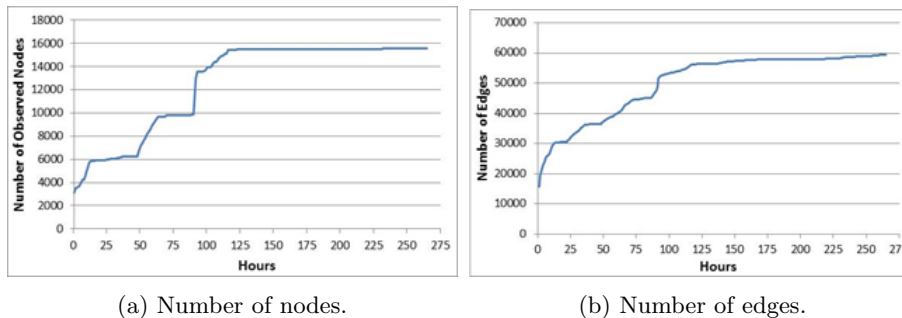 18000
16000
14000
12000
10000
8000
6000
4000
2000
0
Number of Observed Nodes
0 25 50 75 100 125 150 175 200 225 250 275
Hours
70000
60000
50000
40000
30000
20000
10000
0
Number of Edges
0 25 50 75 100 125 150 175 200 225 250 27
Hours
(a) Number of nodes.
(b) Number of edges.